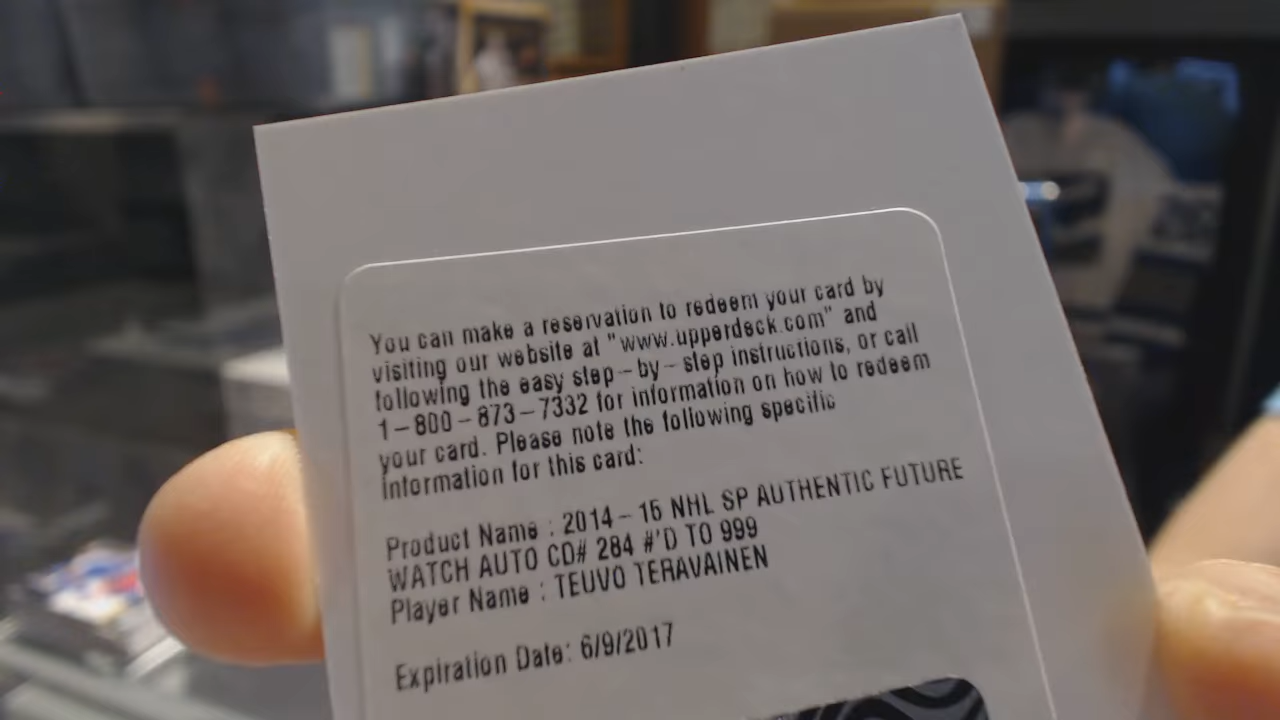 You can make a reservation to redeem your card by
visiting our website at "www.upperdeck.com" and
following the easy step-by-step instructions, or call
1-800-873-7332 for information on how to redeem
your card. Please note the following specific
information for this card:
Product Name : 2014-15 NHL SP AUTHENTIC FUTURE
WATCH AUTO CD# 284 #'D TO 999
Player Name : TEUVO TERAVAINEN
Expiration Date: 6/9/2017